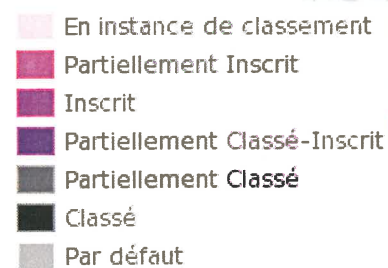 En instance de classement
Partiellement Inscrit
Inscrit
Partiellement Classé-Inscrit
Partiellement Classé
Classé
Par défaut